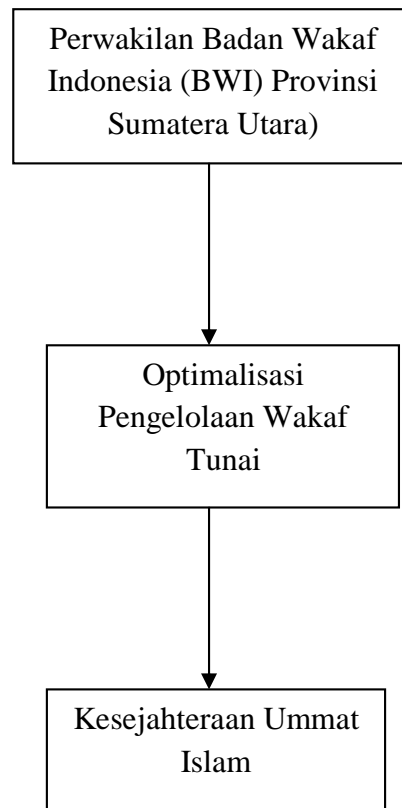 Perwakilan Badan Wakaf
Indonesia (BWI) Provinsi
Sumatera Utara)
Optimalisasi
Pengelolaan Wakaf
Tunai
Kesejahteraan Ummat
Islam